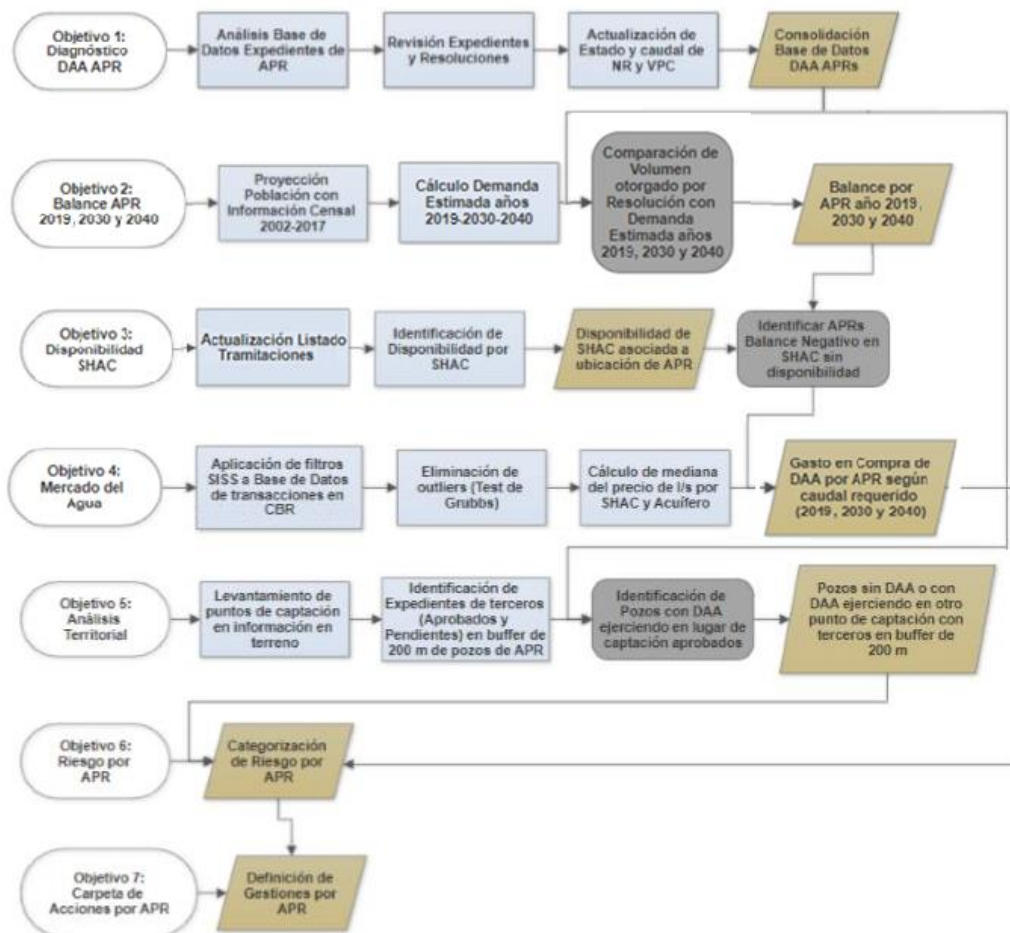 Objetivo 1:
Diagnóstico
DAA APR
Análisis Base de
Datos Expedientes de
APR
Revisión Expedientes
y Resoluciones
Actualización de
Estado y caudal de
NR y VPC
Consolidación
Base de Datos
DAA APRs
Objetivo 2:
Balance APR
2019, 2030 y 2040
Proyección
Población con
Información Censal
2002-2017
Cálculo Demanda
Estimada años
2019-2030-2040
Comparación de
Volumen
otorgado por
Resolución con
Demanda
Estimada años
2019, 2030 y 2040
Balance por
APR año 2019,
2030 y 2040
Objetivo 3:
Disponibilidad
SHAC
Actualización Listado
Tramitaciones
Identificación de
Disponibilidad por
SHAC
Disponibilidad de
SHAC asociada a
ubicación de APR
Identificar APRs
Balance Negativo en
SHAC sin
disponibilidad
Objetivo 4:
Mercado del
Agua
Aplicación de filtros
SISS a Base de Datos
de transacciones en
CBR
Eliminación de
outliers (Test de
Grubbs)
Cálculo de mediana
del precio de l/s por
SHAC y Acuífero
Gasto en Compra de
DAA por APR según
caudal requerido
(2019, 2030 y 2040)
Objetivo 5:
Análisis
Territorial
Levantamiento de
puntos de captación
en información en
terreno
Identificación de
Expedientes de terceros
(Aprobados y
Pendientes) en buffer de
200 m de pozos de APR
Identificación de
Pozos con DAA
ejerciendo en lugar de
captación aprobados
Pozos sin DAA o con
DAA ejerciendo en otro
punto de captación con
terceros en buffer de
200 m
Objetivo 6:
Riesgo por
APR
Categorización
de Riesgo por
APR
Objetivo 7:
Carpeta de
Acciones por APR
Definición de
Gestiones por
APR